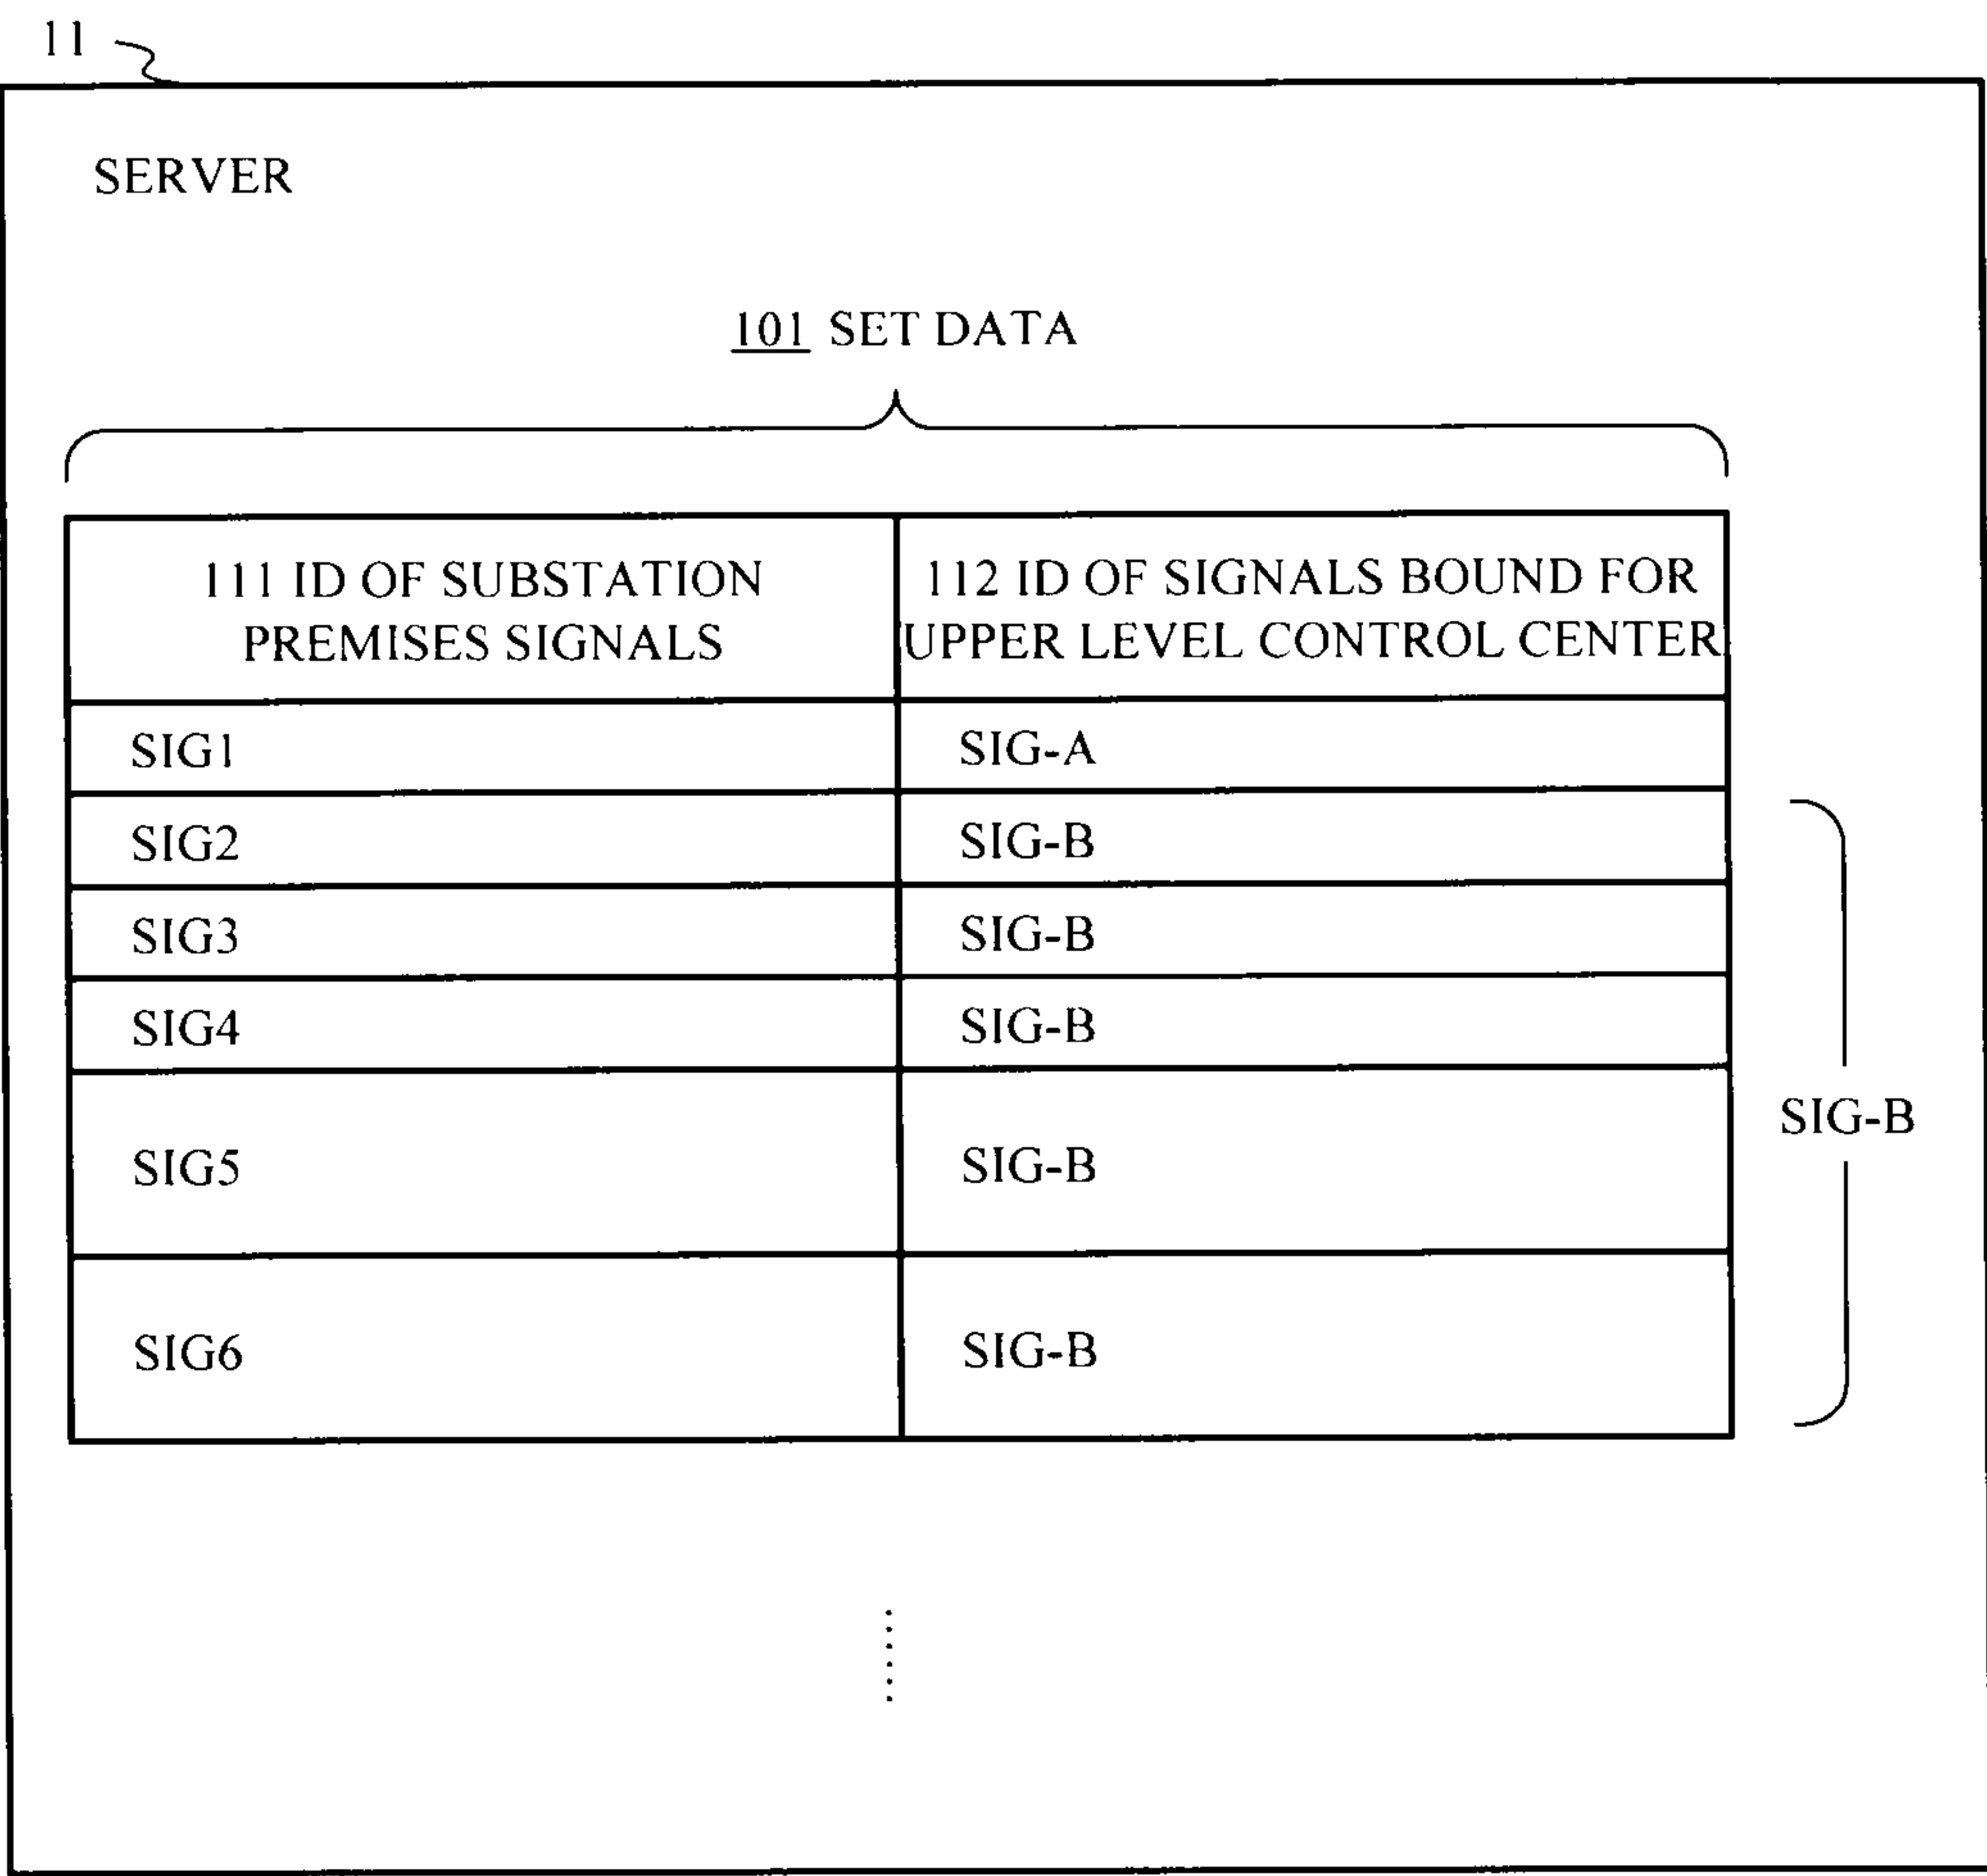 11
SERVER
101 SET DATA
111 ID OF SUBSTATION
PREMISES SIGNALS
112 ID OF SIGNALS BOUND FOR
UPPER LEVEL CONTROL CENTER
SIG1
SIG-A
SIG2
SIG-B
SIG3
SIG-B
SIG4
SIG-B
SIG5
SIG-B
SIG6
SIG-B
SIG-B